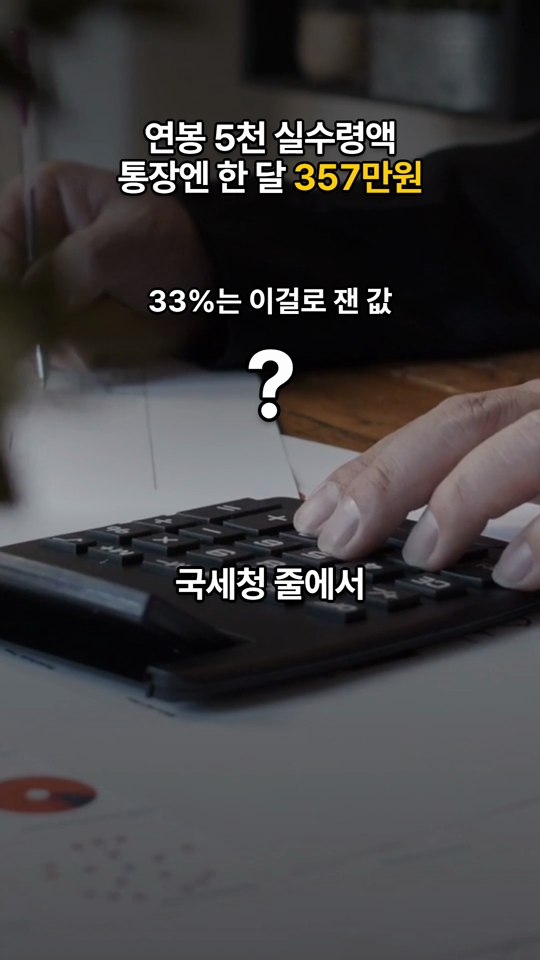 연봉 5천 실수령액
통장엔 한 달 357만원
33%는 이걸로 잰 값
?
국세청 줄에서